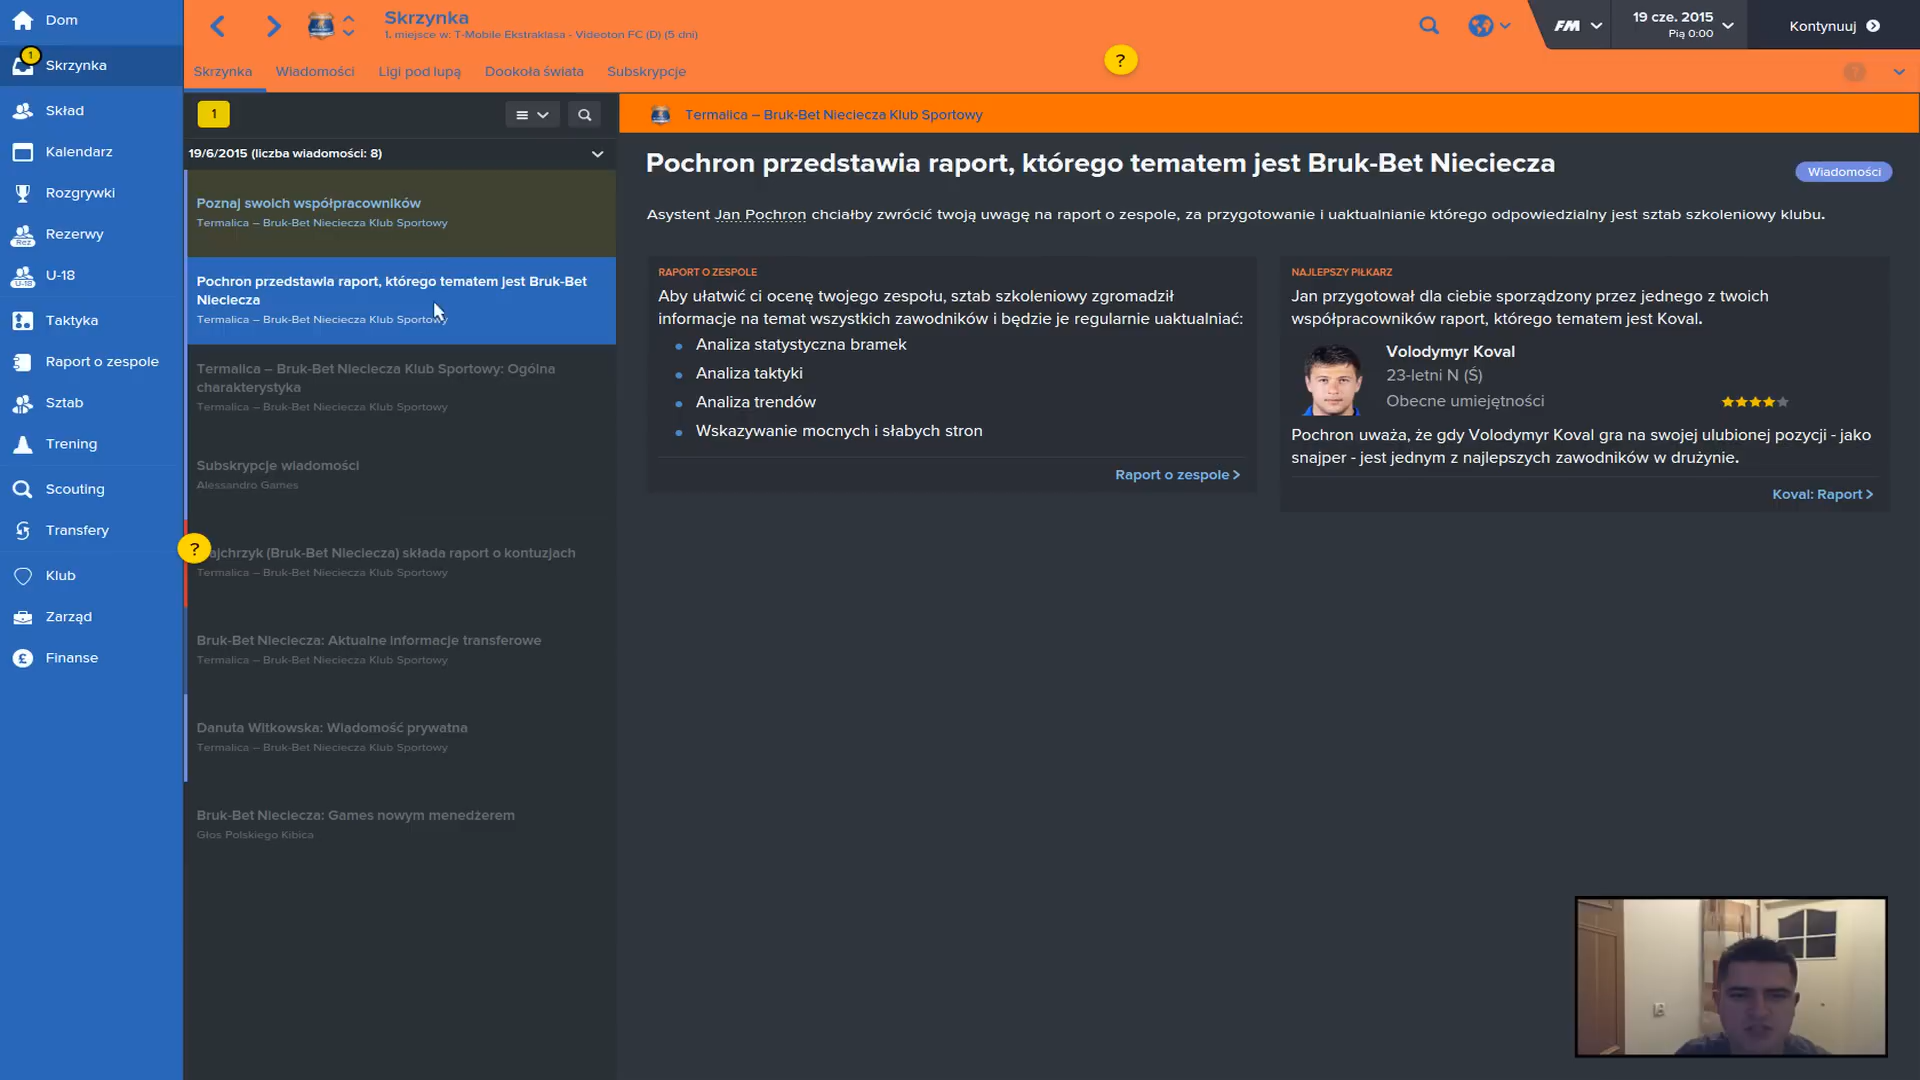 Dom
1
Skrzynka
Skład
Kalendarz
Rozgrywki
Rez
Rezerwy
U-18
U-18
Taktyka
Raport o zespole
Sztab
Trening
Scouting
Transfery
Klub
Zarząd
£
Finanse
Skrzynka
1. miejsce w: T-Mobile Ekstraklasa - Videoton FC (D) (5 dni)
FM
19 cze. 2015
Pią 0:00
Kontynuuj
Skrzynka
Wiadomości
Ligi pod lupą
Dookoła świata
Subskrypcje
?
?
1
19/6/2015 (liczba wiadomości: 8)
Poznaj swoich współpracowników
Termalica – Bruk-Bet Nieciecza Klub Sportowy
Pochron przedstawia raport, którego tematem jest Bruk-Bet
Nieciecza
Termalica – Bruk-Bet Nieciecza Klub Sportowy
Termalica – Bruk-Bet Nieciecza Klub Sportowy: Ogólna
charakterystyka
Termalica – Bruk-Bet Nieciecza Klub Sportowy
Subskrypcje wiadomości
Alessandro Games
?
ajchrzyk (Bruk-Bet Nieciecza) składa raport o kontuzjach
Termalica – Bruk-Bet Nieciecza Klub Sportowy
Bruk-Bet Nieciecza: Aktualne informacje transferowe
Termalica – Bruk-Bet Nieciecza Klub Sportowy
Danuta Witkowska: Wiadomość prywatna
Termalica – Bruk-Bet Nieciecza Klub Sportowy
Bruk-Bet Nieciecza: Games nowym menedżerem
Głos Polskiego Kibica
Termalica – Bruk-Bet Nieciecza Klub Sportowy
Pochron przedstawia raport, którego tematem jest Bruk-Bet Nieciecza
Wiadomości
Asystent Jan Pochron chciałby zwrócić twoją uwagę na raport o zespole, za przygotowanie i uaktualnianie którego odpowiedzialny jest sztab szkoleniowy klubu.
RAPORT O ZESPOLE
Aby ułatwić ci ocenę twojego zespołu, sztab szkoleniowy zgromadził
informacje na temat wszystkich zawodników i będzie je regularnie uaktualniać:
Analiza statystyczna bramek
Analiza taktyki
Analiza trendów
Wskazywanie mocnych i słabych stron
Raport o zespole >
NAJLEPSZY PIŁKARZ
Jan przygotował dla ciebie sporządzony przez jednego z twoich
współpracowników raport, którego tematem jest Koval.
Volodymyr Koval
23-letni N (Ś)
Obecne umiejętności
Pochron uważa, że gdy Volodymyr Koval gra na swojej ulubionej pozycji - jako
snajper - jest jednym z najlepszych zawodników w drużynie.
Koval: Raport >